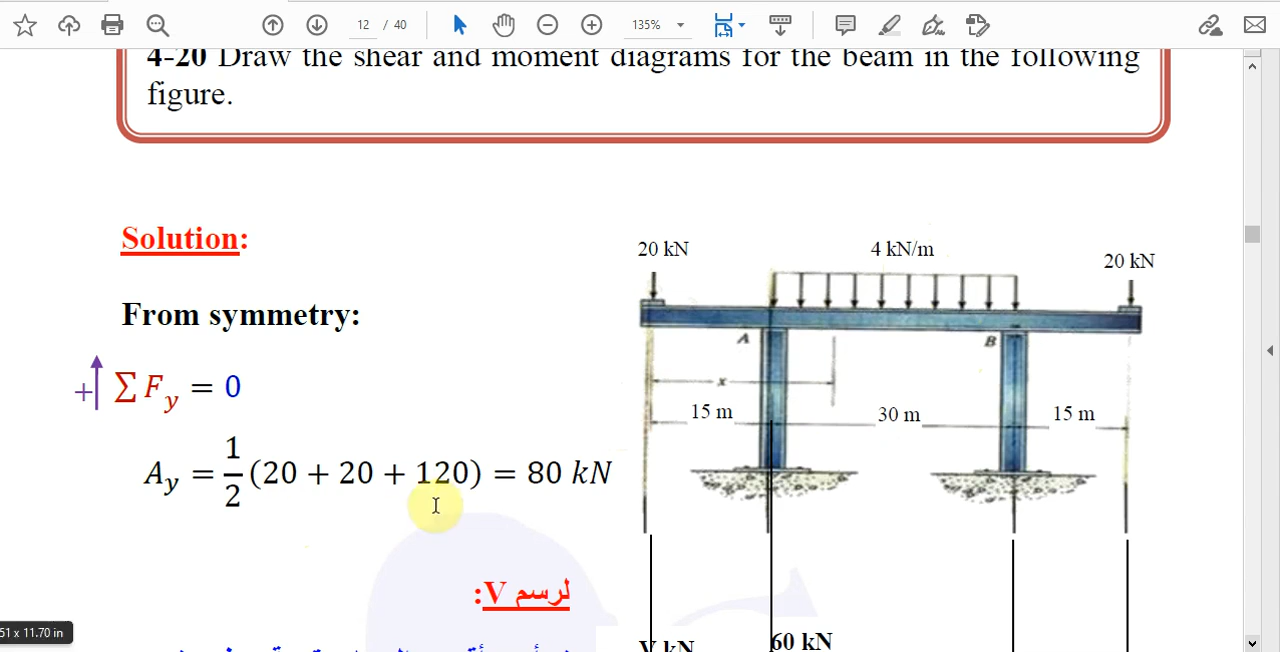 12 / 40
135%
4-20 Draw the shear and moment diagrams for the beam in the following
figure.
Solution:
20 kN
4 kN/m
20 kN
From symmetry:
A
B
+ ∑ F_y = 0
x
15 m
30 m
15 m
A_y = 1/2 (20 + 20 + 120) = 80 kN
لرسم V:
51 x 11.70 in
V kN
60 kN